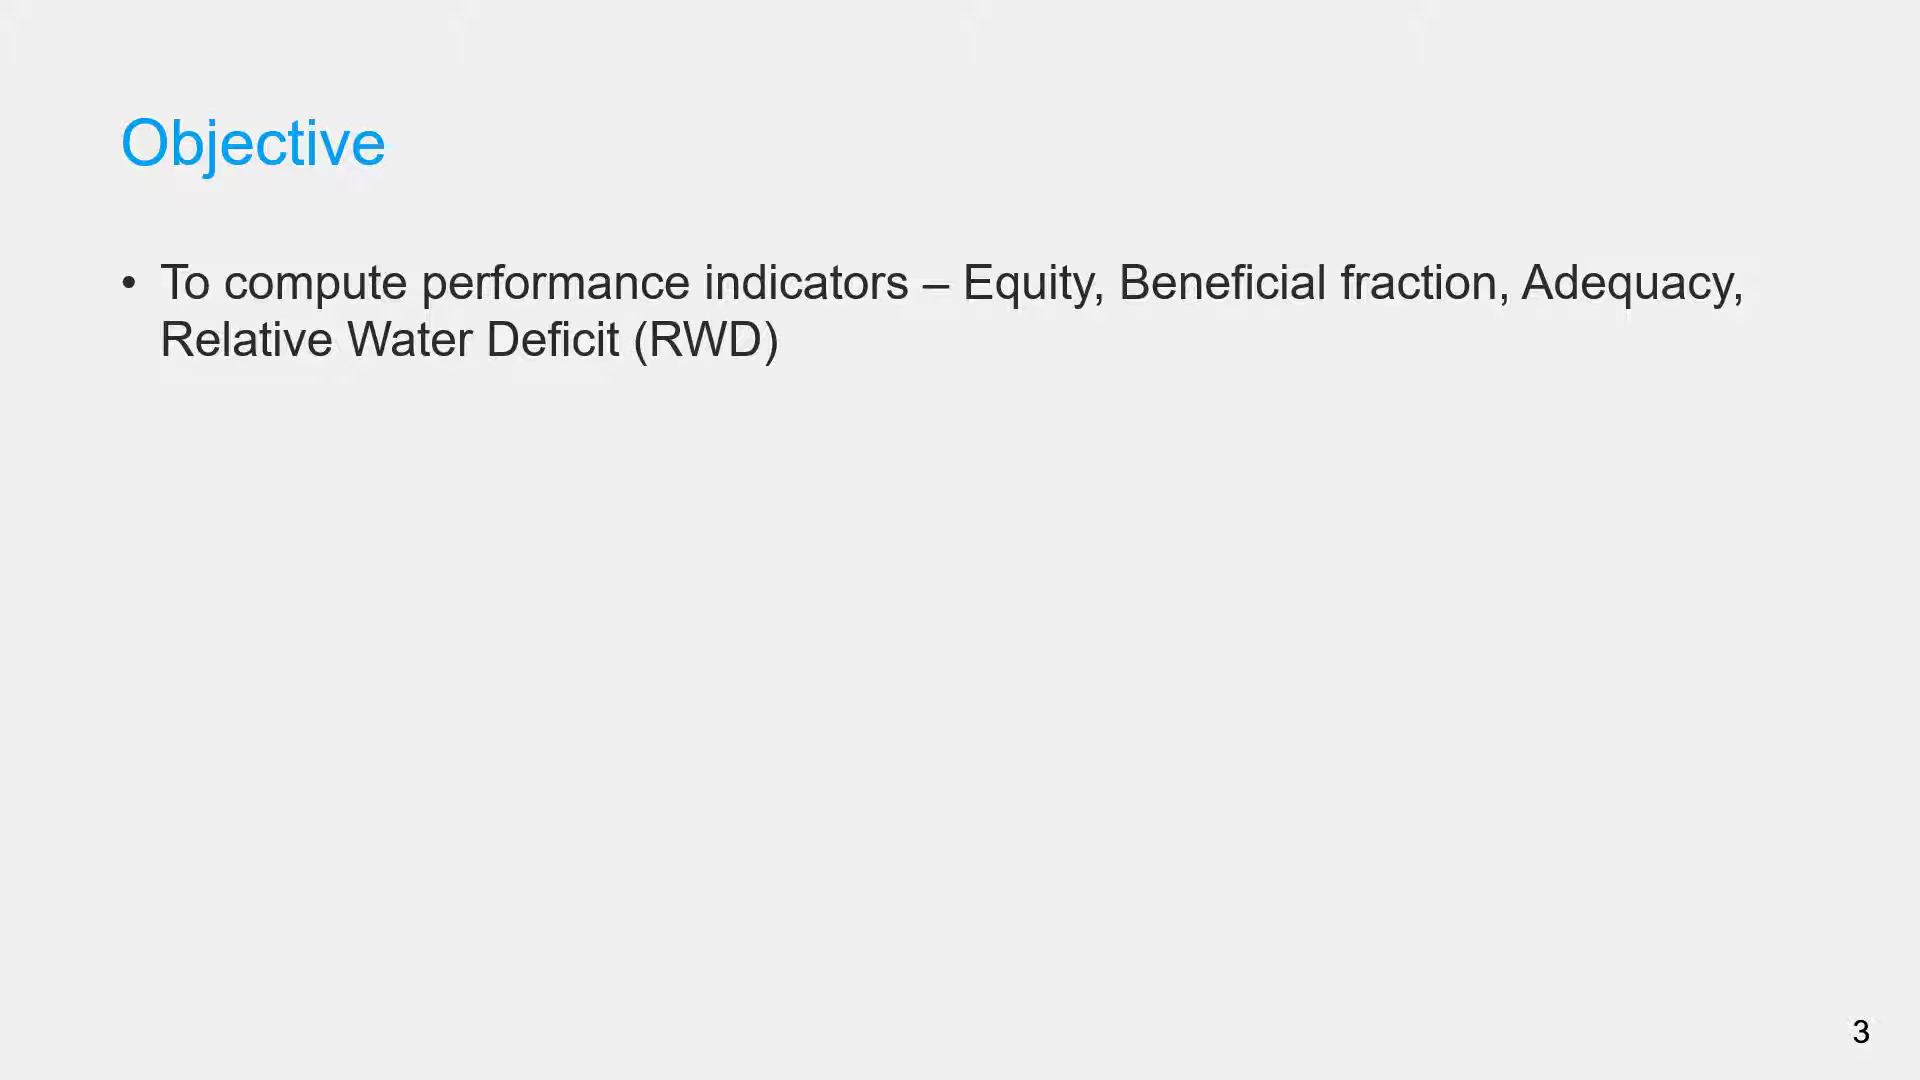 Objective
• To compute performance indicators – Equity, Beneficial fraction, Adequacy,
Relative Water Deficit (RWD)
3